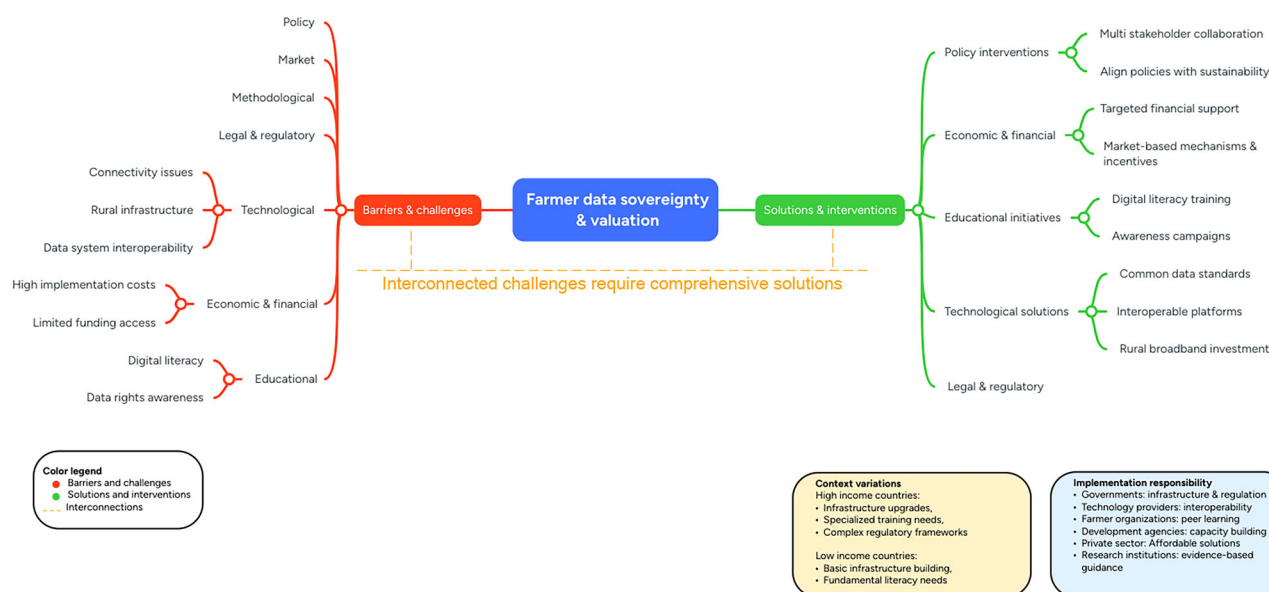 Policy
Market
Methodological
Legal & regulatory
Connectivity issues
Rural infrastructure
Technological
Data system interoperability
High implementation costs
Economic & financial
Limited funding access
Digital literacy
Educational
Data rights awareness
Barriers & challenges
Farmer data sovereignty
& valuation
Solutions & interventions
Interconnected challenges require comprehensive solutions
Policy interventions
Multi stakeholder collaboration
Align policies with sustainability
Economic & financial
Targeted financial support
Market-based mechanisms &
incentives
Educational initiatives
Digital literacy training
Awareness campaigns
Technological solutions
Common data standards
Interoperable platforms
Rural broadband investment
Legal & regulatory
Color legend
Barriers and challenges
Solutions and interventions
Interconnections
Context variations
High income countries:
• Infrastructure upgrades,
• Specialized training needs,
• Complex regulatory frameworks
Low income countries:
• Basic infrastructure building,
• Fundamental literacy needs
Implementation responsibility
• Governments: infrastructure & regulation
• Technology providers: interoperability
• Farmer organizations: peer learning
• Development agencies: capacity building
• Private sector: Affordable solutions
• Research institutions: evidence-based
guidance